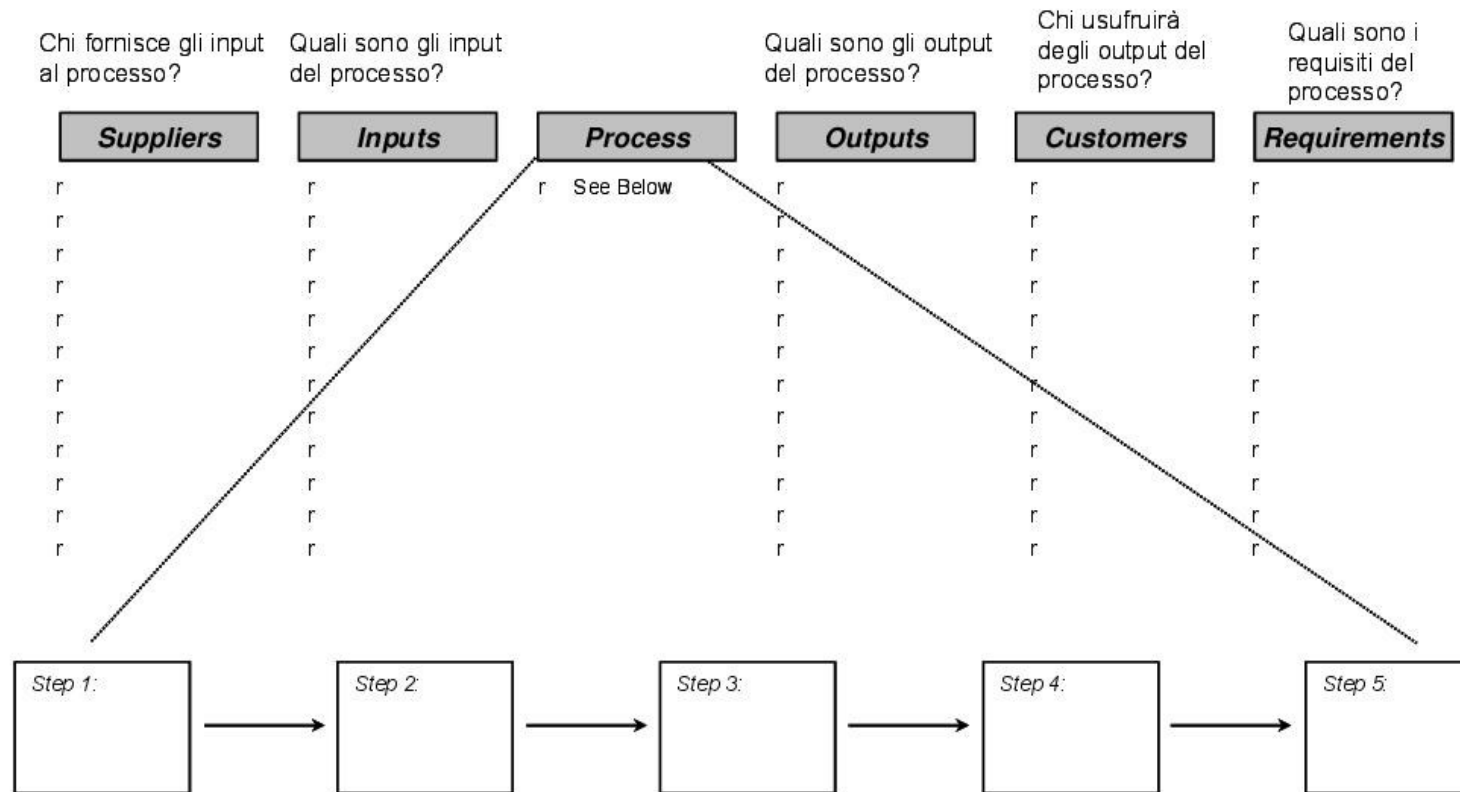 Chi fornisce gli input
al processo?
Quali sono gli input
del processo?
Quali sono gli output
del processo?
Chi usufruirà
degli output del
processo?
Quali sono i
requisiti del
processo?
Suppliers
Inputs
Process
Outputs
Customers
Requirements
r r r See Below r r r
r r r r r
r r r r r
r r r r r
r r r r r
r r r r r
r r r r r
r r r r r
r r r r r
r r r r r
r r r r r
r r r r r
Step 1:
Step 2:
Step 3:
Step 4:
Step 5: